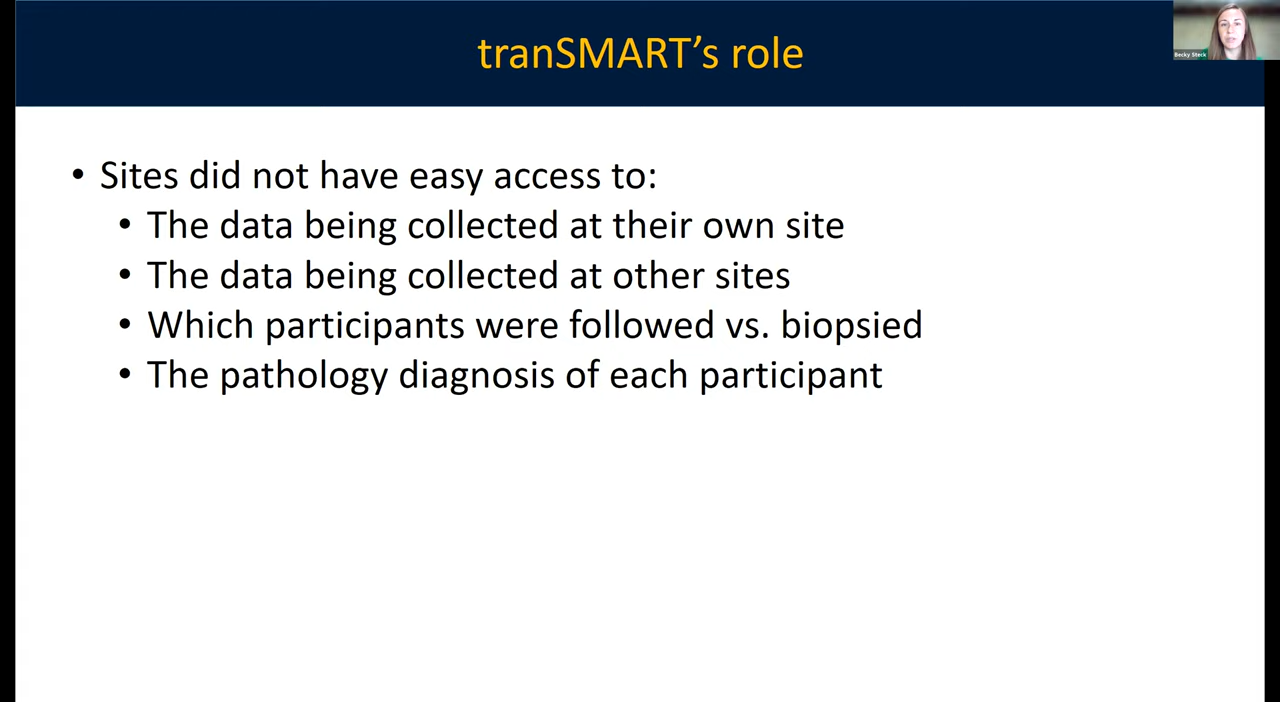 tranSMART’s role
Becky Steck
• Sites did not have easy access to:
• The data being collected at their own site
• The data being collected at other sites
• Which participants were followed vs. biopsied
• The pathology diagnosis of each participant